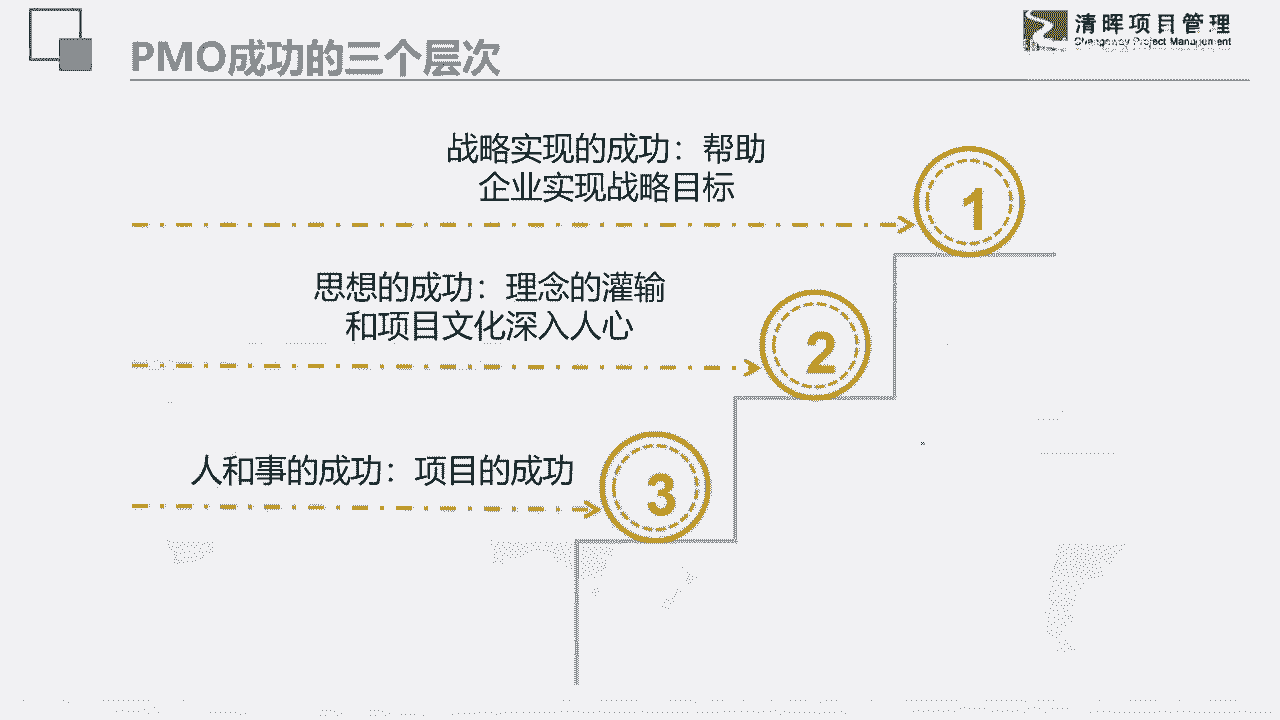 PMO成功的三个层次
清晖项目管理
Changeway Project Management
战略实现的成功：帮助
企业实现战略目标
1
思想的成功：理念的灌输
和项目文化深入人心
2
人和事的成功：项目的成功
3